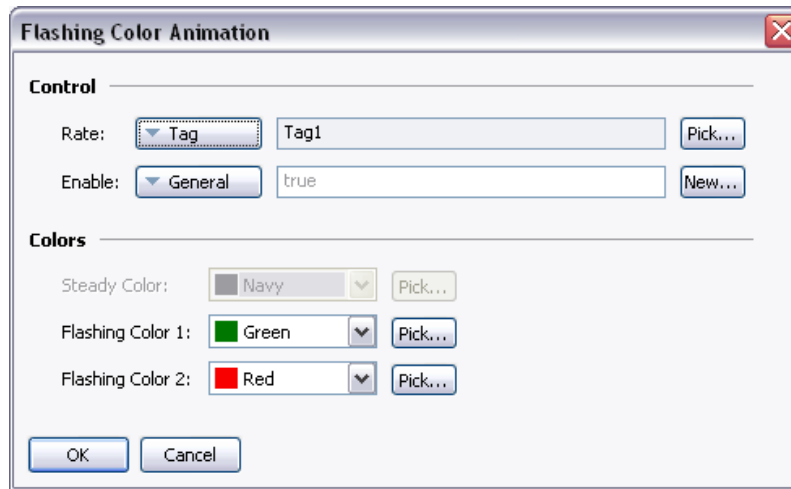 Flashing Color Animation
Control
Rate: Tag Tag1 Pick...
Enable: General true New...
Colors
Steady Color: Navy Pick...
Flashing Color 1: Green Pick...
Flashing Color 2: Red Pick...
OK Cancel